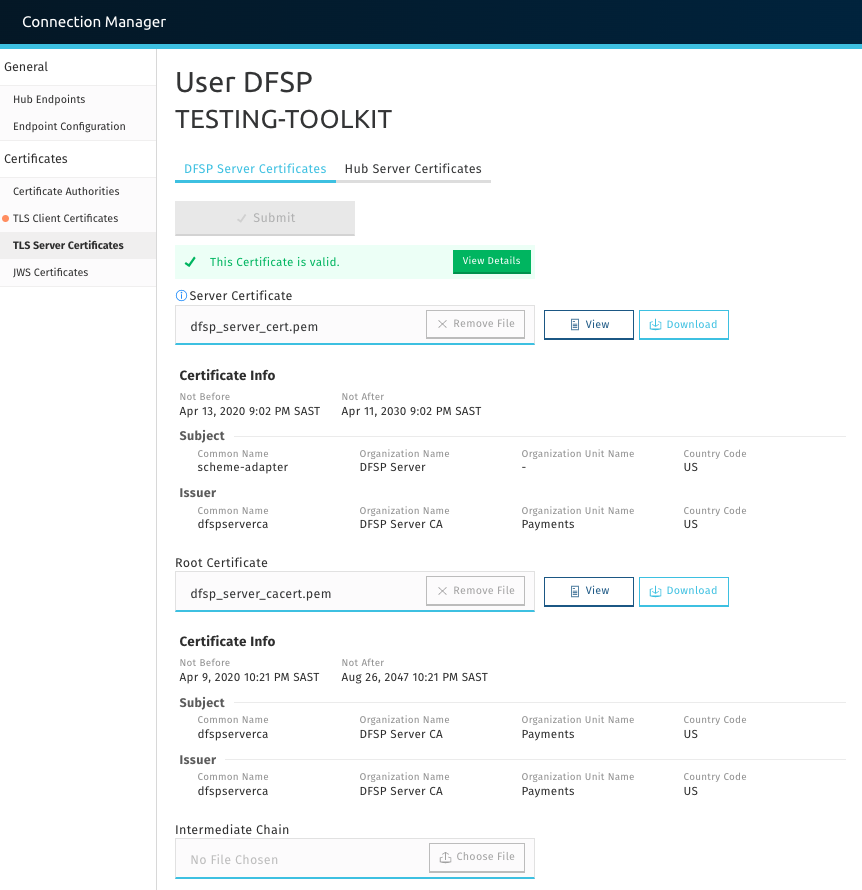 Connection Manager
General
Hub Endpoints
Endpoint Configuration
Certificates
Certificate Authorities
TLS Client Certificates
TLS Server Certificates
JWS Certificates
User DFSP
TESTING-TOOLKIT
DFSP Server Certificates Hub Server Certificates
Submit
This Certificate is valid. View Details
Server Certificate
dfsp_server_cert.pem Remove File View Download
Certificate Info
Not Before Not After
Apr 13, 2020 9:02 PM SAST Apr 11, 2030 9:02 PM SAST
Subject
Common Name Organization Name Organization Unit Name Country Code
scheme-adapter DFSP Server - US
Issuer
Common Name Organization Name Organization Unit Name Country Code
dfspserverca DFSP Server CA Payments US
Root Certificate
dfsp_server_cacert.pem Remove File View Download
Certificate Info
Not Before Not After
Apr 9, 2020 10:21 PM SAST Aug 26, 2047 10:21 PM SAST
Subject
Common Name Organization Name Organization Unit Name Country Code
dfspserverca DFSP Server CA Payments US
Issuer
Common Name Organization Name Organization Unit Name Country Code
dfspserverca DFSP Server CA Payments US
Intermediate Chain
No File Chosen Choose File